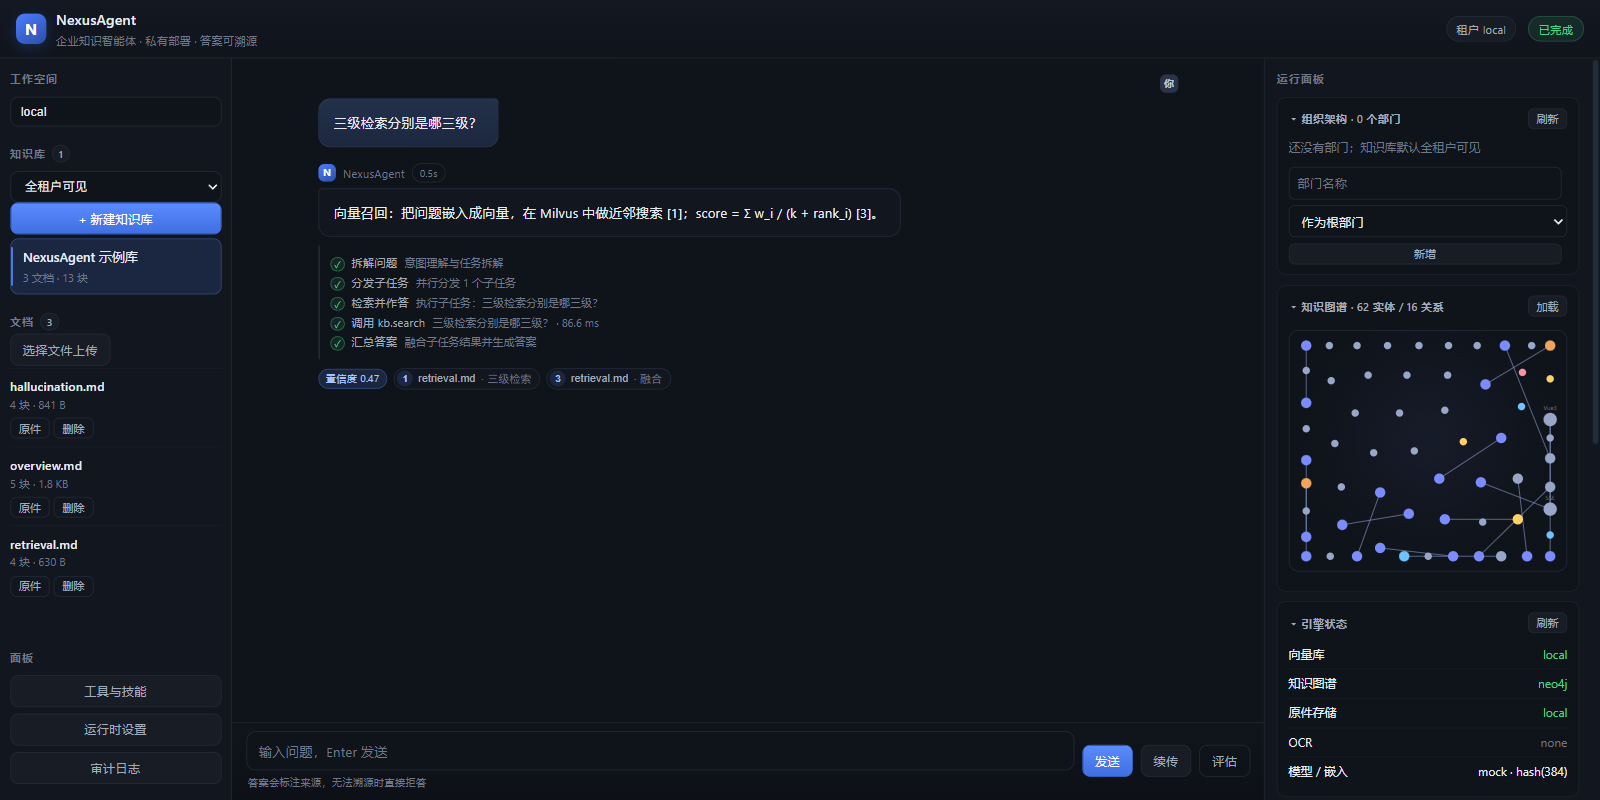 N
NexusAgent
企业知识智能体 · 私有部署 · 答案可溯源
租户 local
已完成
工作空间
local
知识库 1
全租户可见
+ 新建知识库
NexusAgent 示例库
3 文档 · 13 块
文档 3
选择文件上传
hallucination.md
4 块 · 841 B
原件 删除
overview.md
5 块 · 1.8 KB
原件 删除
retrieval.md
4 块 · 630 B
原件 删除
面板
工具与技能
运行时设置
审计日志
你
三级检索分别是哪三级?
N NexusAgent 0.5s
向量召回：把问题嵌入成向量，在 Milvus 中做近邻搜索 [1]；score = Σ w_i / (k + rank_i) [3]。
✓ 拆解问题 意图理解与任务拆解
✓ 分发子任务 并行分发 1 个子任务
✓ 检索并作答 执行子任务：三级检索分别是哪三级?
✓ 调用 kb.search 三级检索分别是哪三级? · 86.6 ms
✓ 汇总答案 融合子任务结果并生成答案
置信度 0.47 1 retrieval.md · 三级检索 3 retrieval.md · 融合
输入问题，Enter 发送
发送 续传 评估
答案会标注来源，无法溯源时直接拒答
运行面板
组织架构 · 0 个部门 刷新
还没有部门；知识库默认全租户可见
部门名称
作为根部门
新增
知识图谱 · 62 实体 / 16 关系 加载
引擎状态 刷新
向量库 local
知识图谱 neo4j
原件存储 local
OCR none
模型 / 嵌入 mock · hash(384)